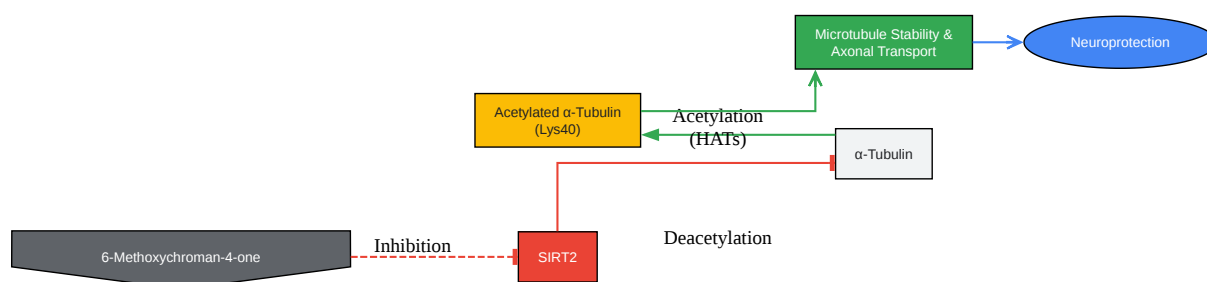 Microtubule Stability &
Axonal Transport
Neuroprotection
Acetylated α-Tubulin
(Lys40)
Acetylation
(HATs)
α-Tubulin
Deacetylation
Inhibition
6-Methoxychroman-4-one
SIRT2